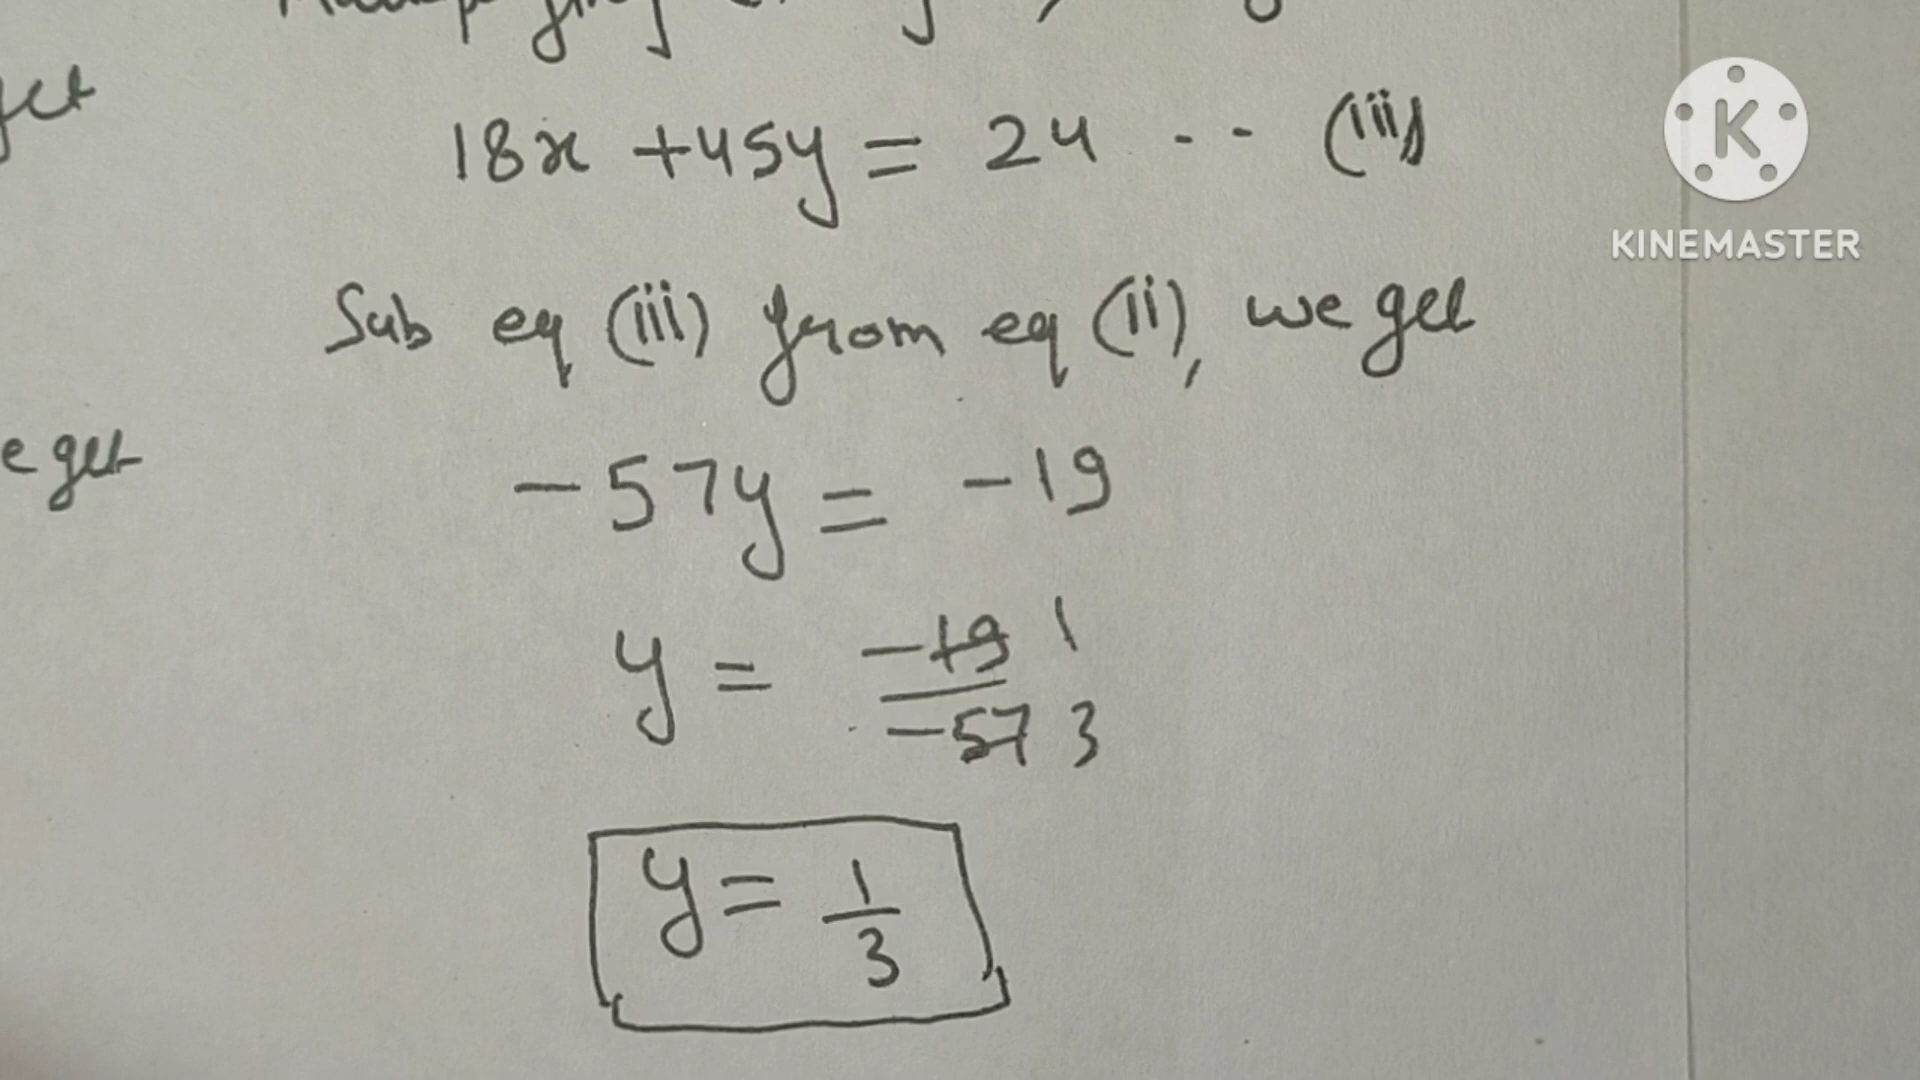 get
18x + 45y = 24 -- (iii)
Sub eq (iii) from eq (ii), we get
e get
-57y = -19
y = -19 1
-57 3
y = 1/3
K
KINEMASTER